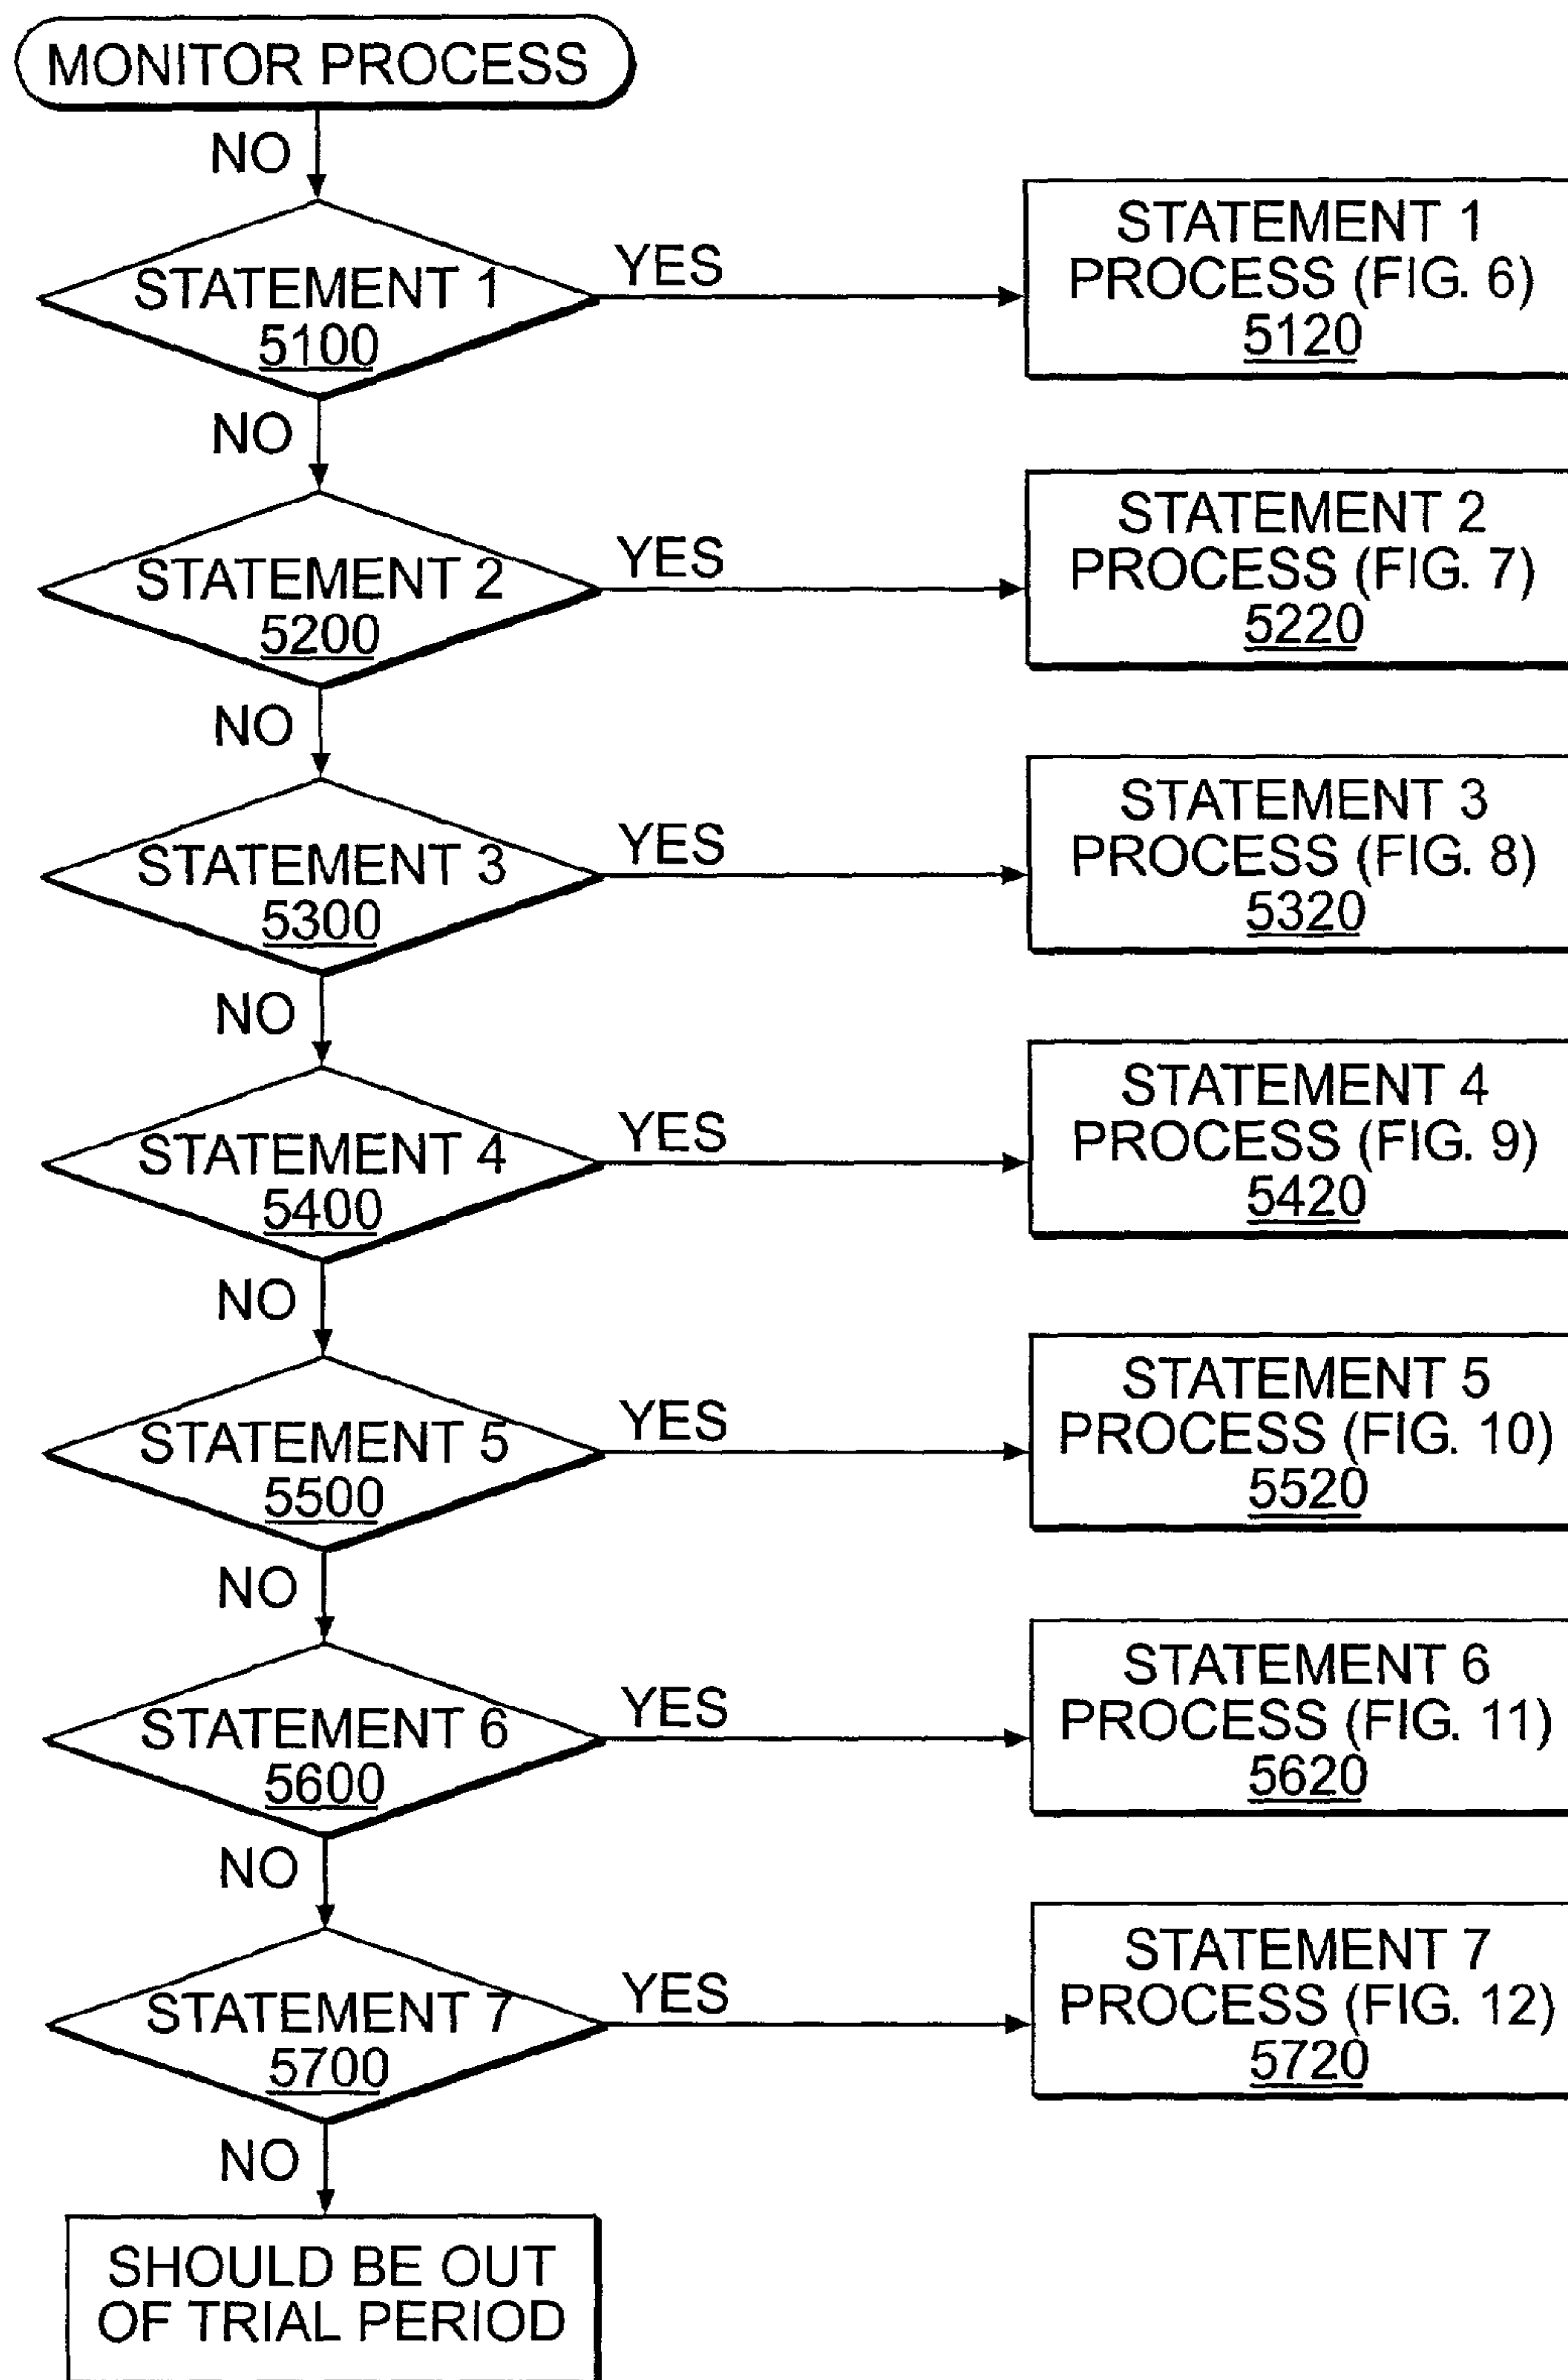 MONITOR PROCESS
NO
STATEMENT 1
5100
YES
STATEMENT 1
PROCESS (FIG. 6)
5120
NO
STATEMENT 2
5200
YES
STATEMENT 2
PROCESS (FIG. 7)
5220
NO
STATEMENT 3
5300
YES
STATEMENT 3
PROCESS (FIG. 8)
5320
NO
STATEMENT 4
5400
YES
STATEMENT 4
PROCESS (FIG. 9)
5420
NO
STATEMENT 5
5500
YES
STATEMENT 5
PROCESS (FIG. 10)
5520
NO
STATEMENT 6
5600
YES
STATEMENT 6
PROCESS (FIG. 11)
5620
NO
STATEMENT 7
5700
YES
STATEMENT 7
PROCESS (FIG. 12)
5720
NO
SHOULD BE OUT
OF TRIAL PERIOD